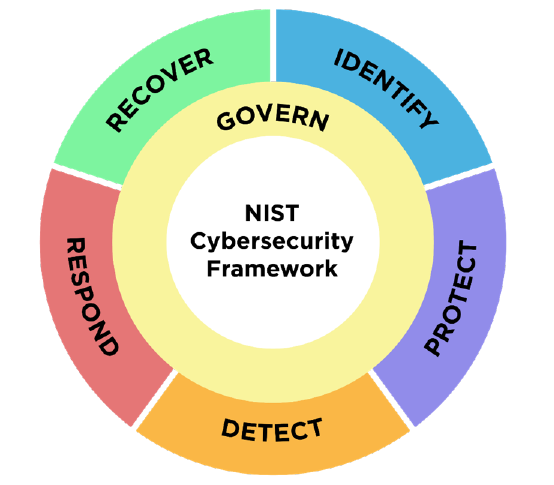 RECOVER
IDENTIFY
GOVERN
NIST
Cybersecurity
Framework
RESPOND
PROTECT
DETECT